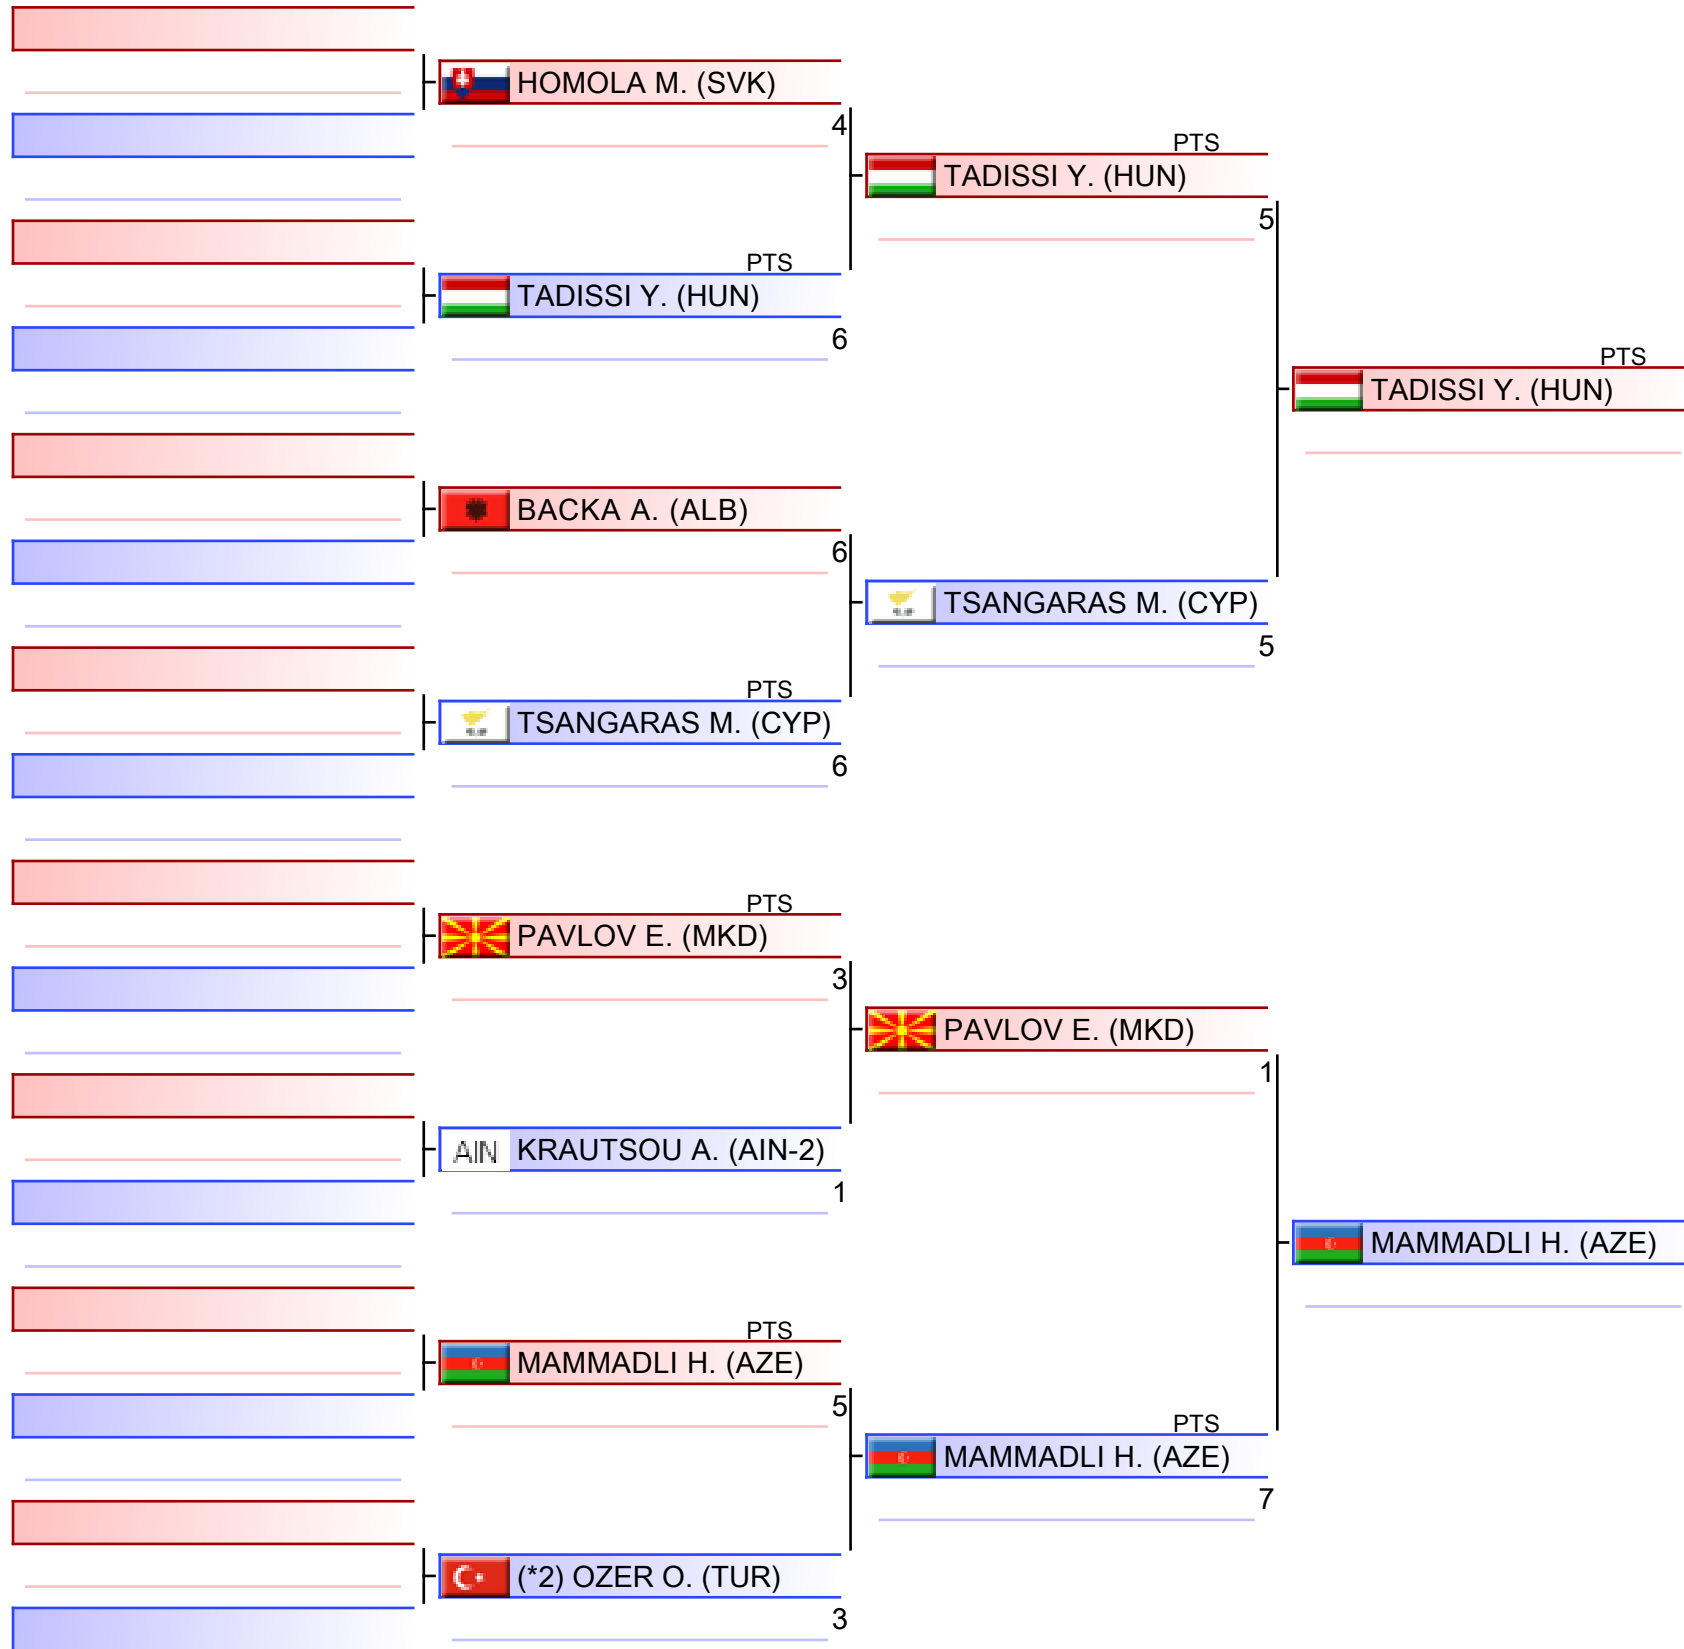 HOMOLA M. (SVK)
4
PTS
TADISSI Y. (HUN)
5
PTS
TADISSI Y. (HUN)
6
PTS
TADISSI Y. (HUN)
BACKA A. (ALB)
6
TSANGARAS M. (CYP)
5
PTS
TSANGARAS M. (CYP)
6
PTS
PAVLOV E. (MKD)
3
PAVLOV E. (MKD)
1
AIN KRAUTSOU A. (AIN-2)
1
MAMMADLI H. (AZE)
PTS
MAMMADLI H. (AZE)
5
PTS
MAMMADLI H. (AZE)
7
(*2) OZER O. (TUR)
3